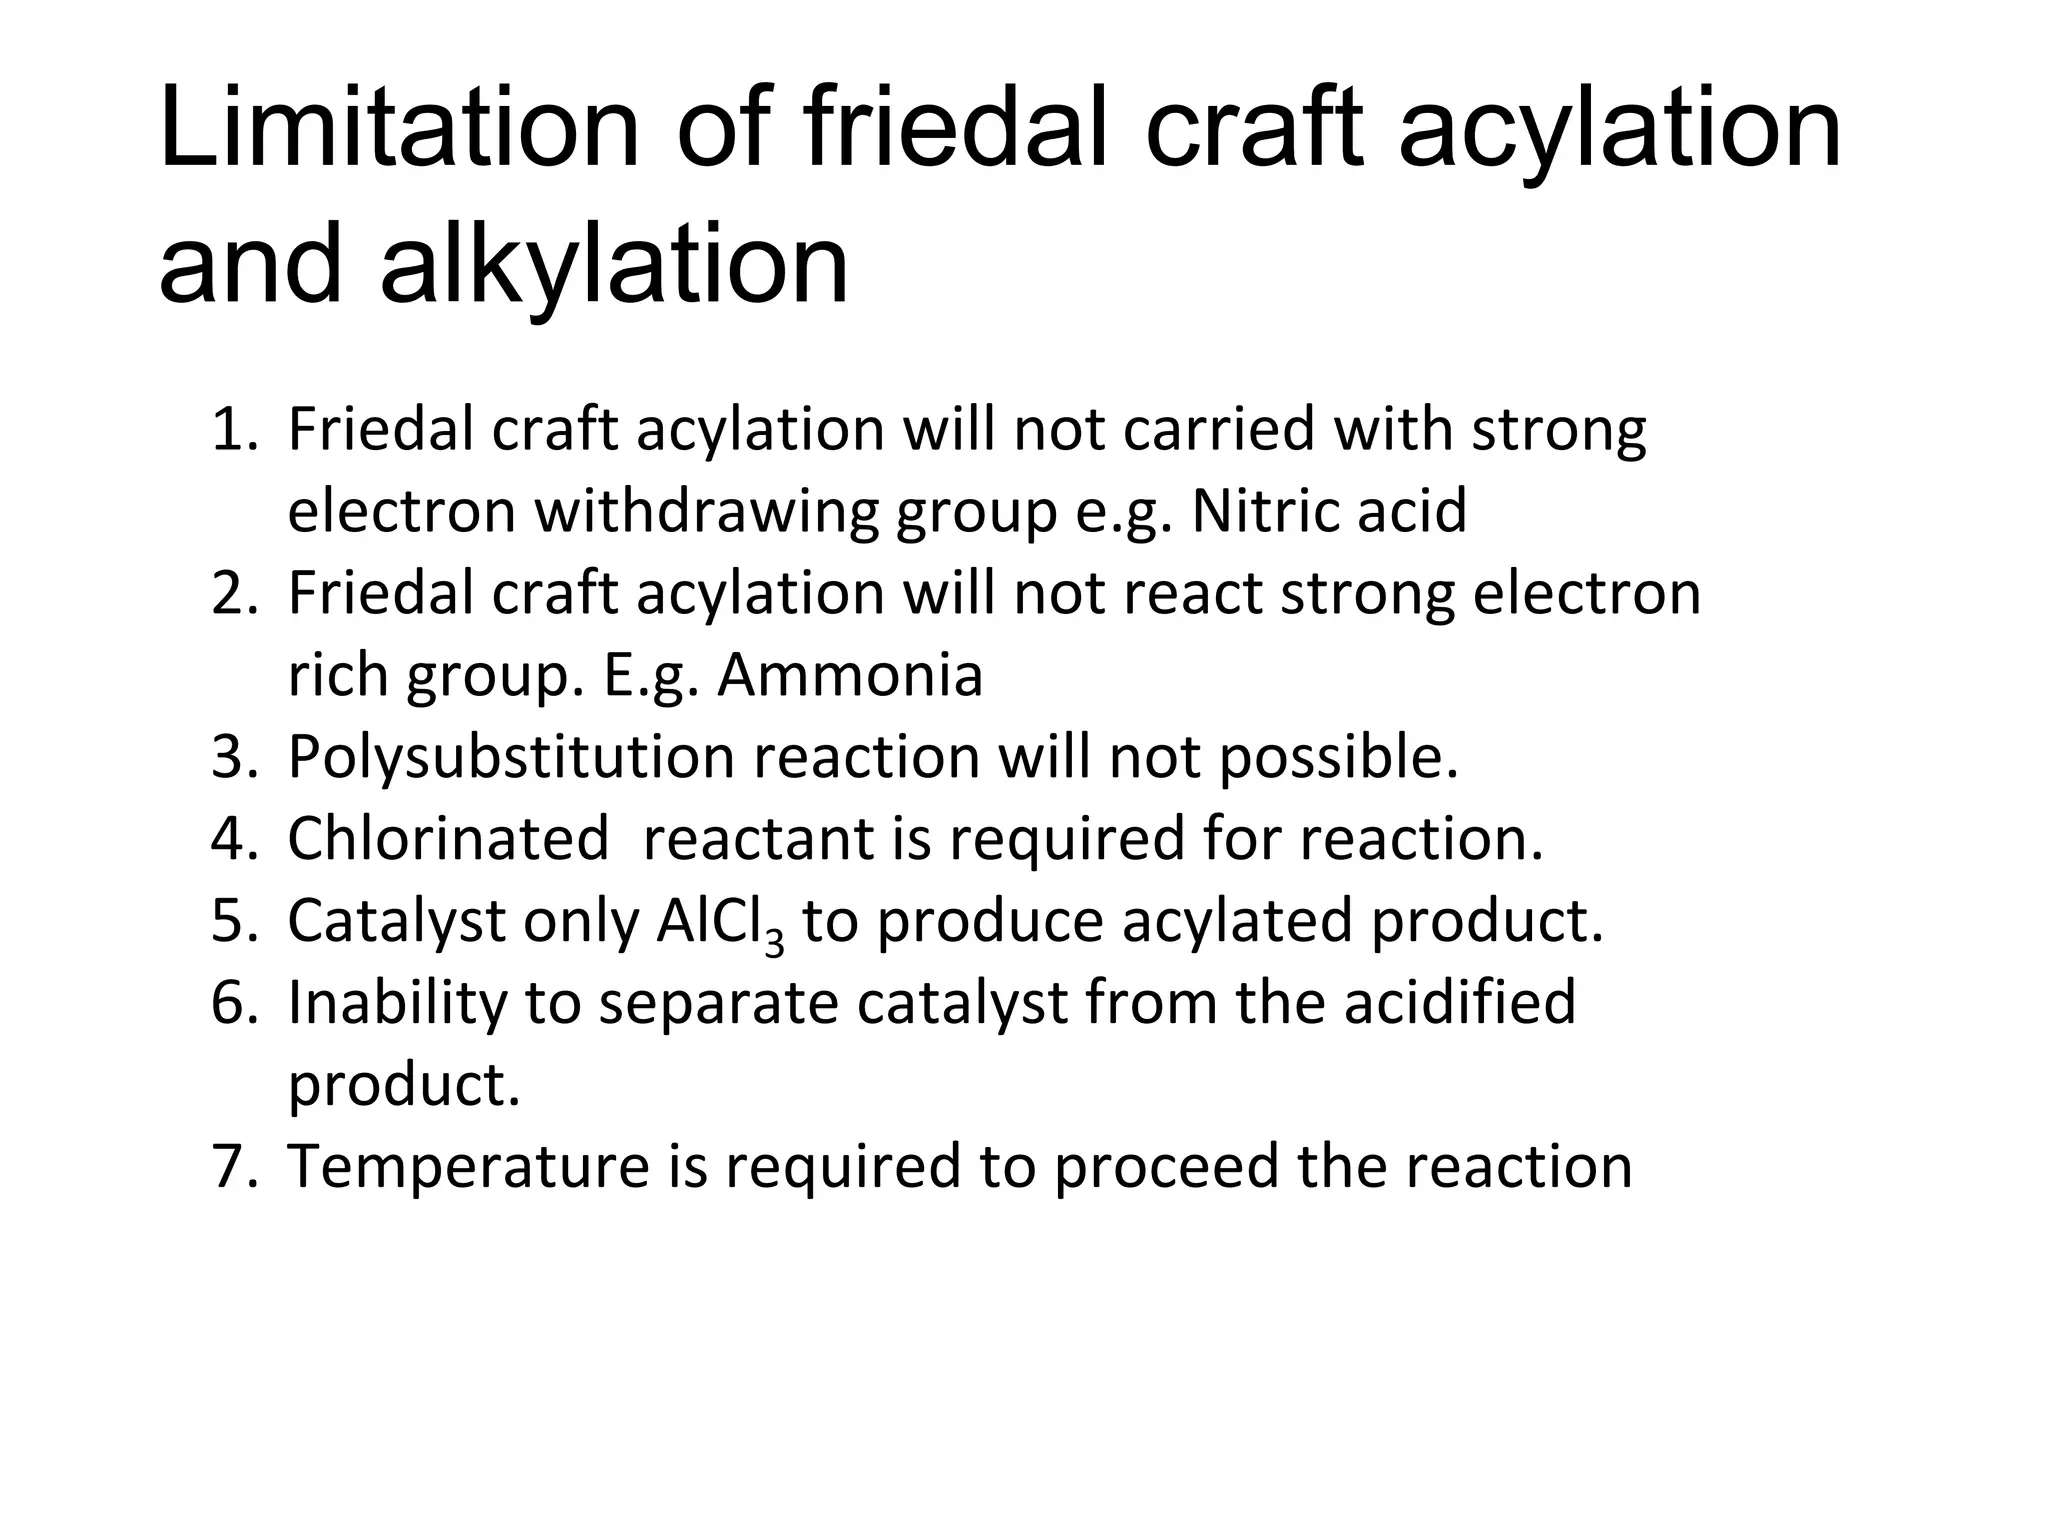 Limitation of friedal craft acylation
and alkylation
1. Friedal craft acylation will not carried with strong
electron withdrawing group e.g. Nitric acid
2. Friedal craft acylation will not react strong electron
rich group. E.g. Ammonia
3. Polysubstitution reaction will not possible.
4. Chlorinated  reactant is required for reaction.
5. Catalyst only AlCl₃ to produce acylated product.
6. Inability to separate catalyst from the acidified
product.
7. Temperature is required to proceed the reaction